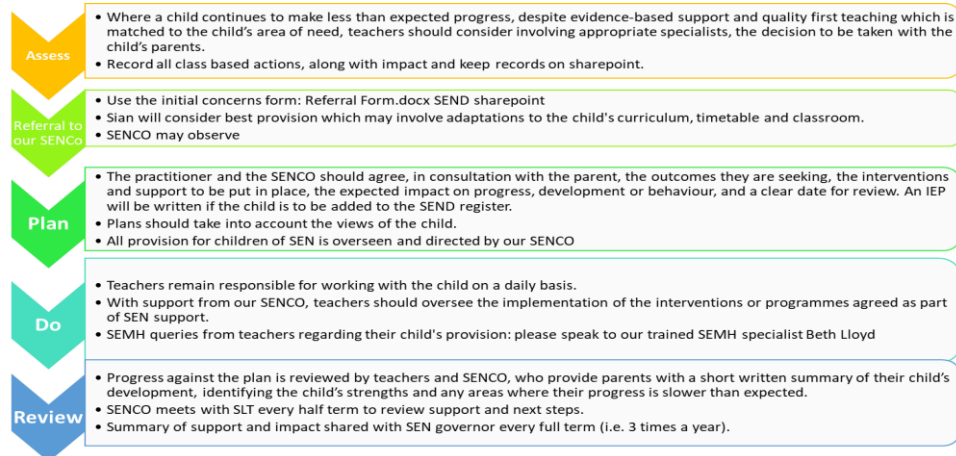 Assess
• Where a child continues to make less than expected progress, despite evidence-based support and quality first teaching which is
matched to the child's area of need, teachers should consider involving appropriate specialists, the decision to be taken with the
child's parents.
• Record all class based actions, along with impact and keep records on sharepoint.
Referral to
our SENCo
• Use the initial concerns form: Referral Form.docx SEND sharepoint
• Sian will consider best provision which may involve adaptations to the child's curriculum, timetable and classroom.
• SENCO may observe
Plan
• The practitioner and the SENCO should agree, in consultation with the parent, the outcomes they are seeking, the interventions
and support to be put in place, the expected impact on progress, development or behaviour, and a clear date for review. An IEP
will be written if the child is to be added to the SEND register.
• Plans should take into account the views of the child.
• All provision for children of SEN is overseen and directed by our SENCO
Do
• Teachers remain responsible for working with the child on a daily basis.
• With support from our SENCO, teachers should oversee the implementation of the interventions or programmes agreed as part
of SEN support.
• SEMH queries from teachers regarding their child's provision: please speak to our trained SEMH specialist Beth Lloyd
Review
• Progress against the plan is reviewed by teachers and SENCO, who provide parents with a short written summary of their child's
development, identifying the child's strengths and any areas where their progress is slower than expected.
• SENCO meets with SLT every half term to review support and next steps.
• Summary of support and impact shared with SEN governor every full term (i.e. 3 times a year).